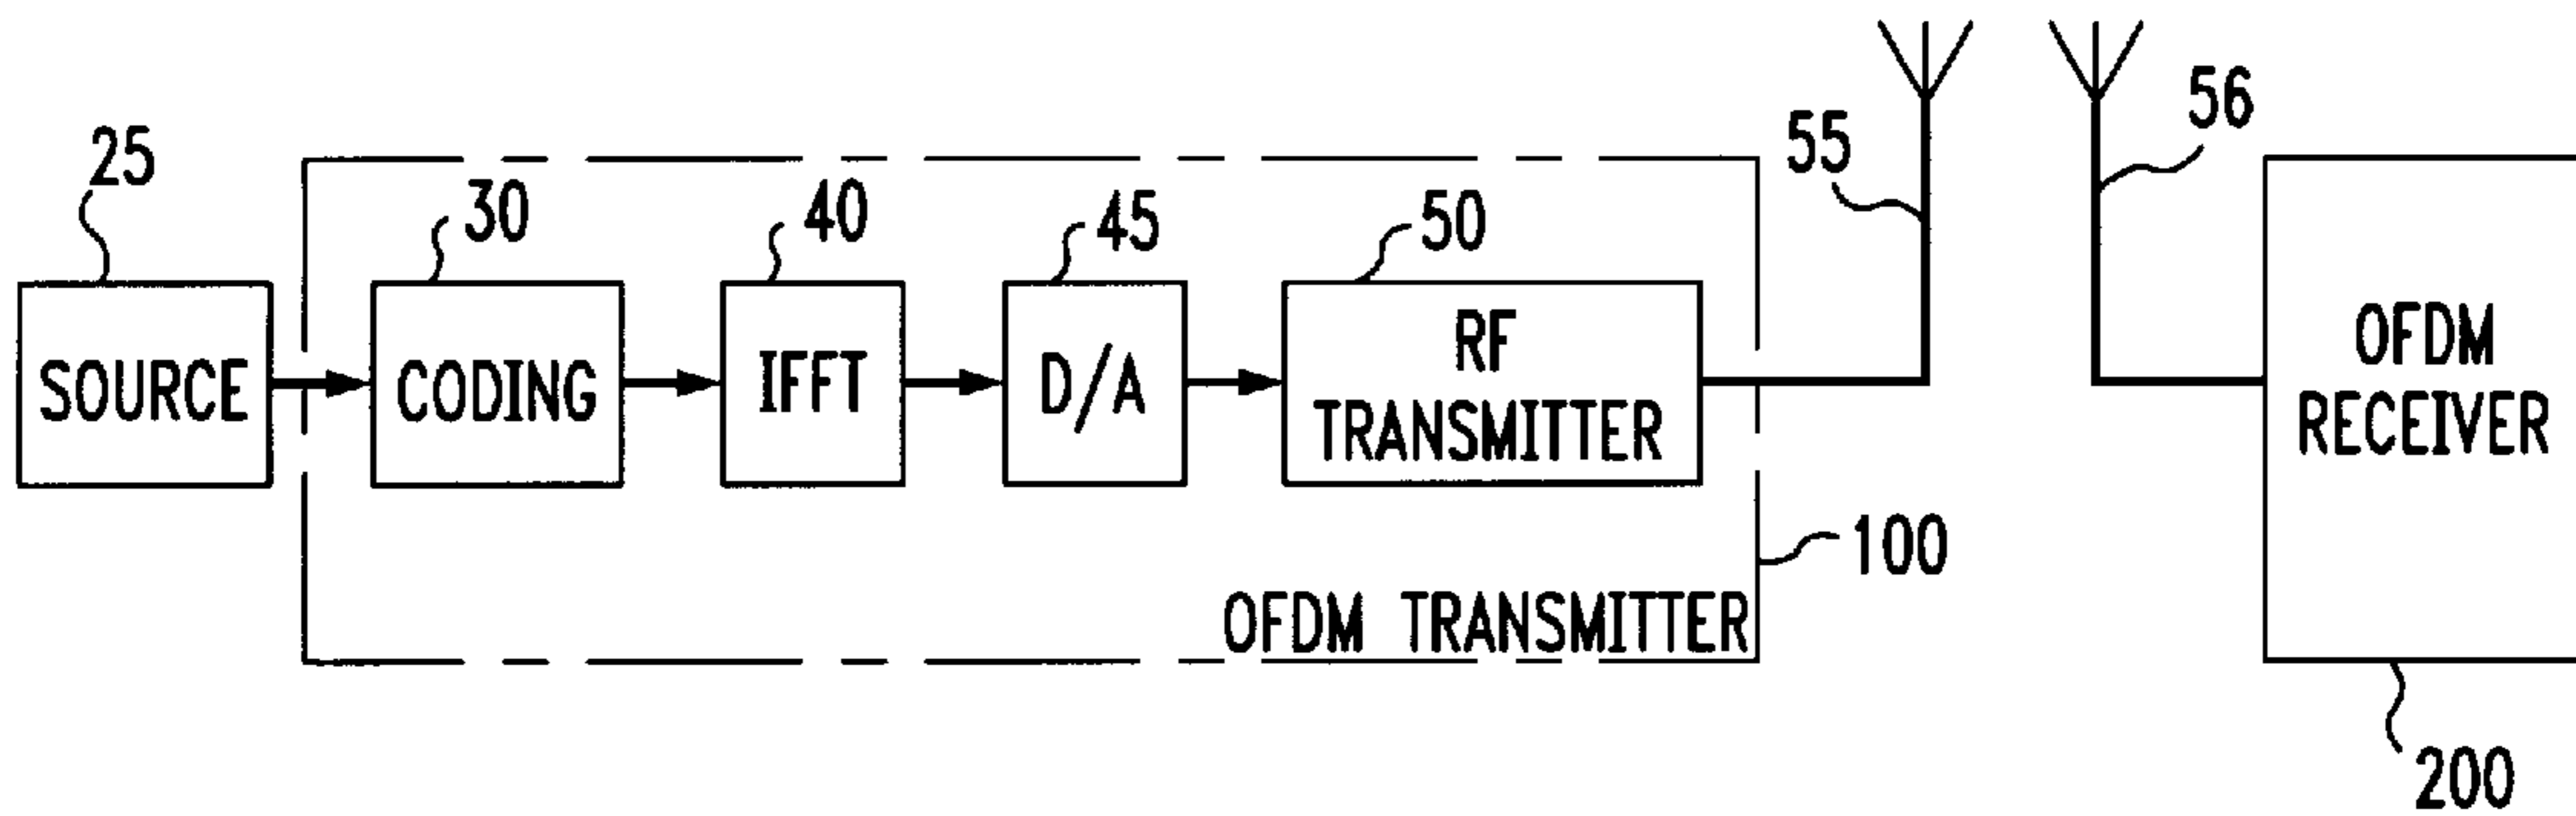 25
30
40
45
50
55
56
SOURCE
CODING
IFFT
D/A
RF
TRANSMITTER
OFDM
RECEIVER
100
OFDM TRANSMITTER
200